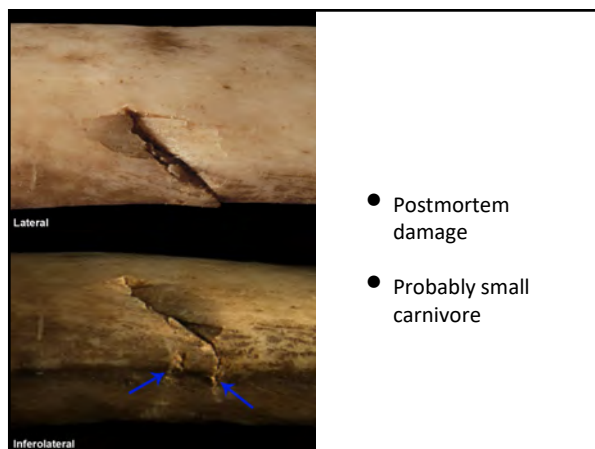 Lateral
Inferolateral
• Postmortem
damage
• Probably small
carnivore